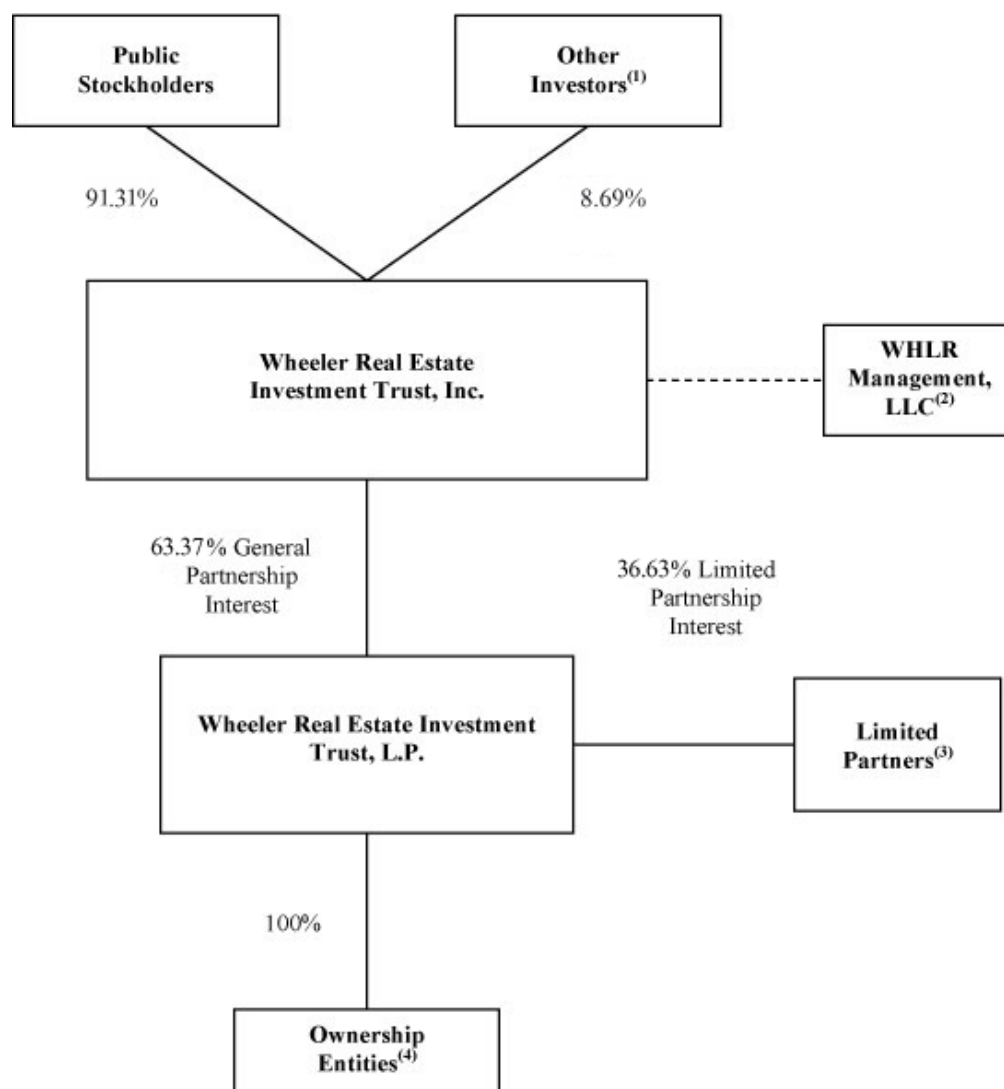 Public
Stockholders
Other
Investors(1)
91.31%
8.69%
Wheeler Real Estate
Investment Trust, Inc.
WHLR
Management,
LLC(2)
63.37% General
Partnership
Interest
36.63% Limited
Partnership
Interest
Wheeler Real Estate Investment
Trust, L.P.
Limited
Partners(3)
100%
Ownership
Entities(4)